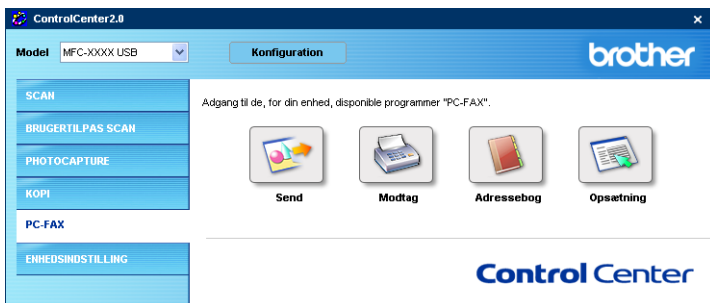 ControlCenter2.0
Model MFC-XXXX USB Konfiguration brother
SCAN
BRUGERTILPAS SCAN
PHOTOCAPTURE
KOPI
PC-FAX
ENHEDSINDSTILLING
Adgang til de, for din enhed, disponible programmer "PC-FAX".
Send Modtag Adressebog Opsætning
Control Center